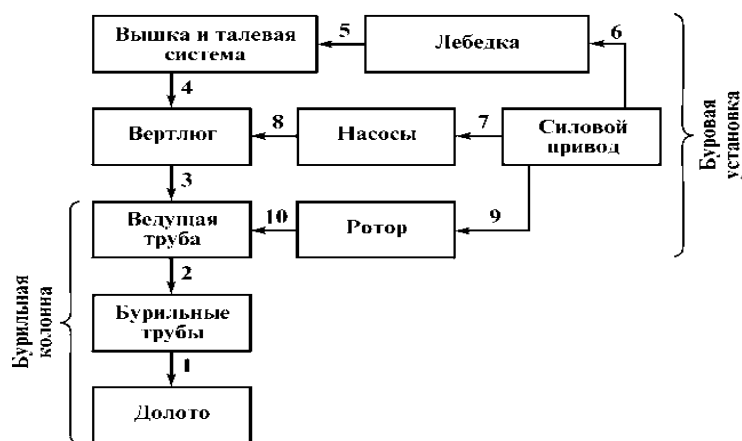 Вышка и талевая
система
5
Лебедка
6
4
Вертлюг
8
Насосы
7
Силовой
привод
3
Ведущая
труба
10
Ротор
9
2
Бурильные
трубы
1
Долото
Бурильная
колонна
Буровая
установка